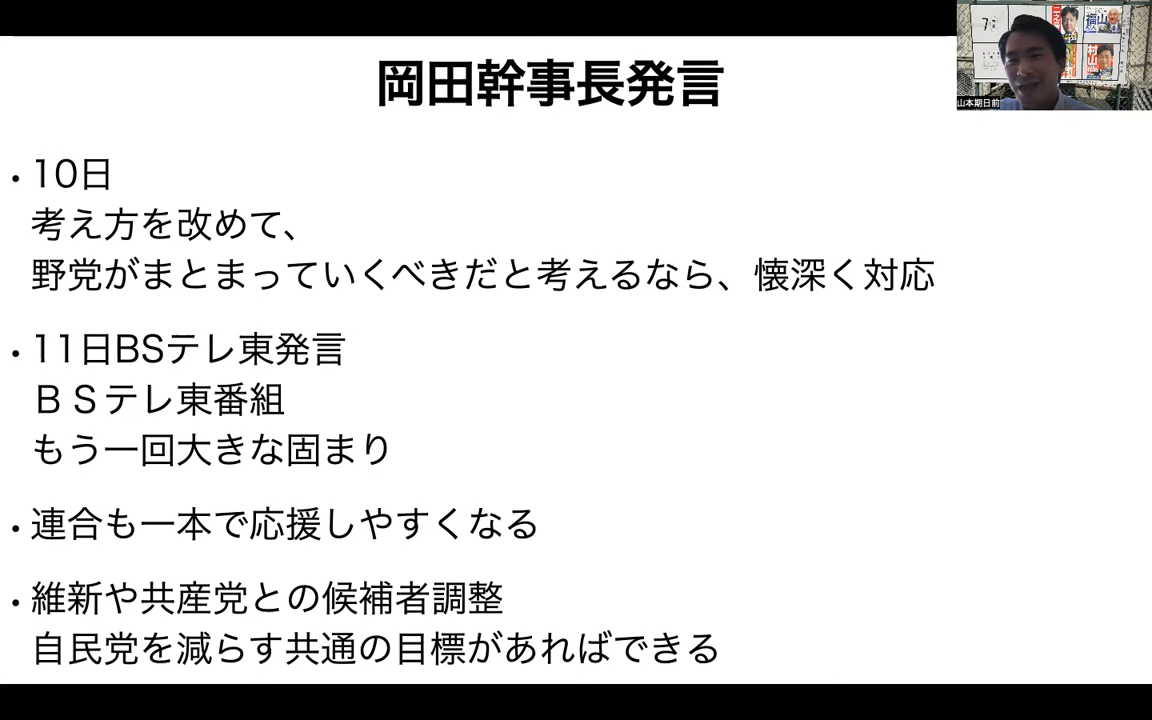 岡田幹事長発言
・10日
考え方を改めて、
野党がまとまっていくべきだと考えるなら、懐深く対応
・11日BSテレ東発言
ＢＳテレ東番組
もう一回大きな固まり
・連合も一本で応援しやすくなる
・維新や共産党との候補者調整
自民党を減らす共通の目標があればできる
7
福山
村山
山本期日前